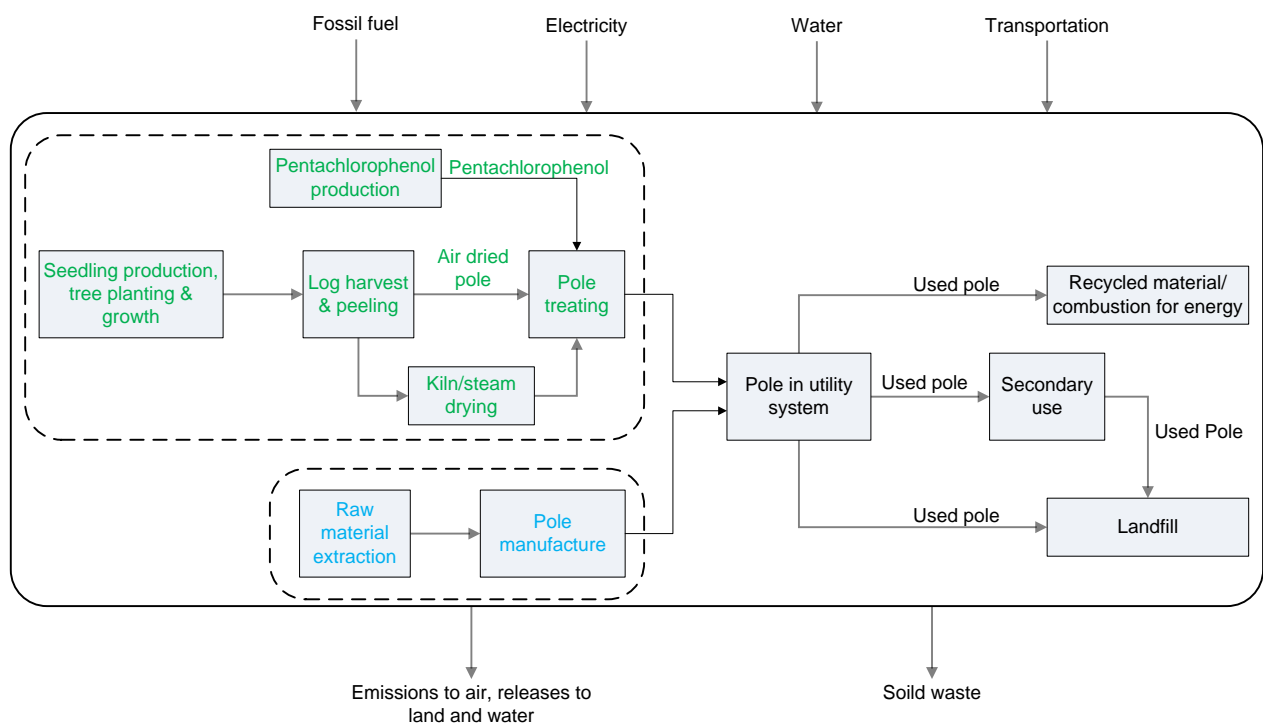 Fossil fuel
Electricity
Water
Transportation
Pentachlorophenol
production
Pentachlorophenol
Seedling production,
tree planting &
growth
Log harvest
& peeling
Air dried
pole
Pole
treating
Kiln/steam
drying
Raw
material
extraction
Pole
manufacture
Pole in utility
system
Used pole
Recycled material/
combustion for energy
Used pole
Secondary
use
Used Pole
Used pole
Landfill
Emissions to air, releases to
land and water
Soild waste